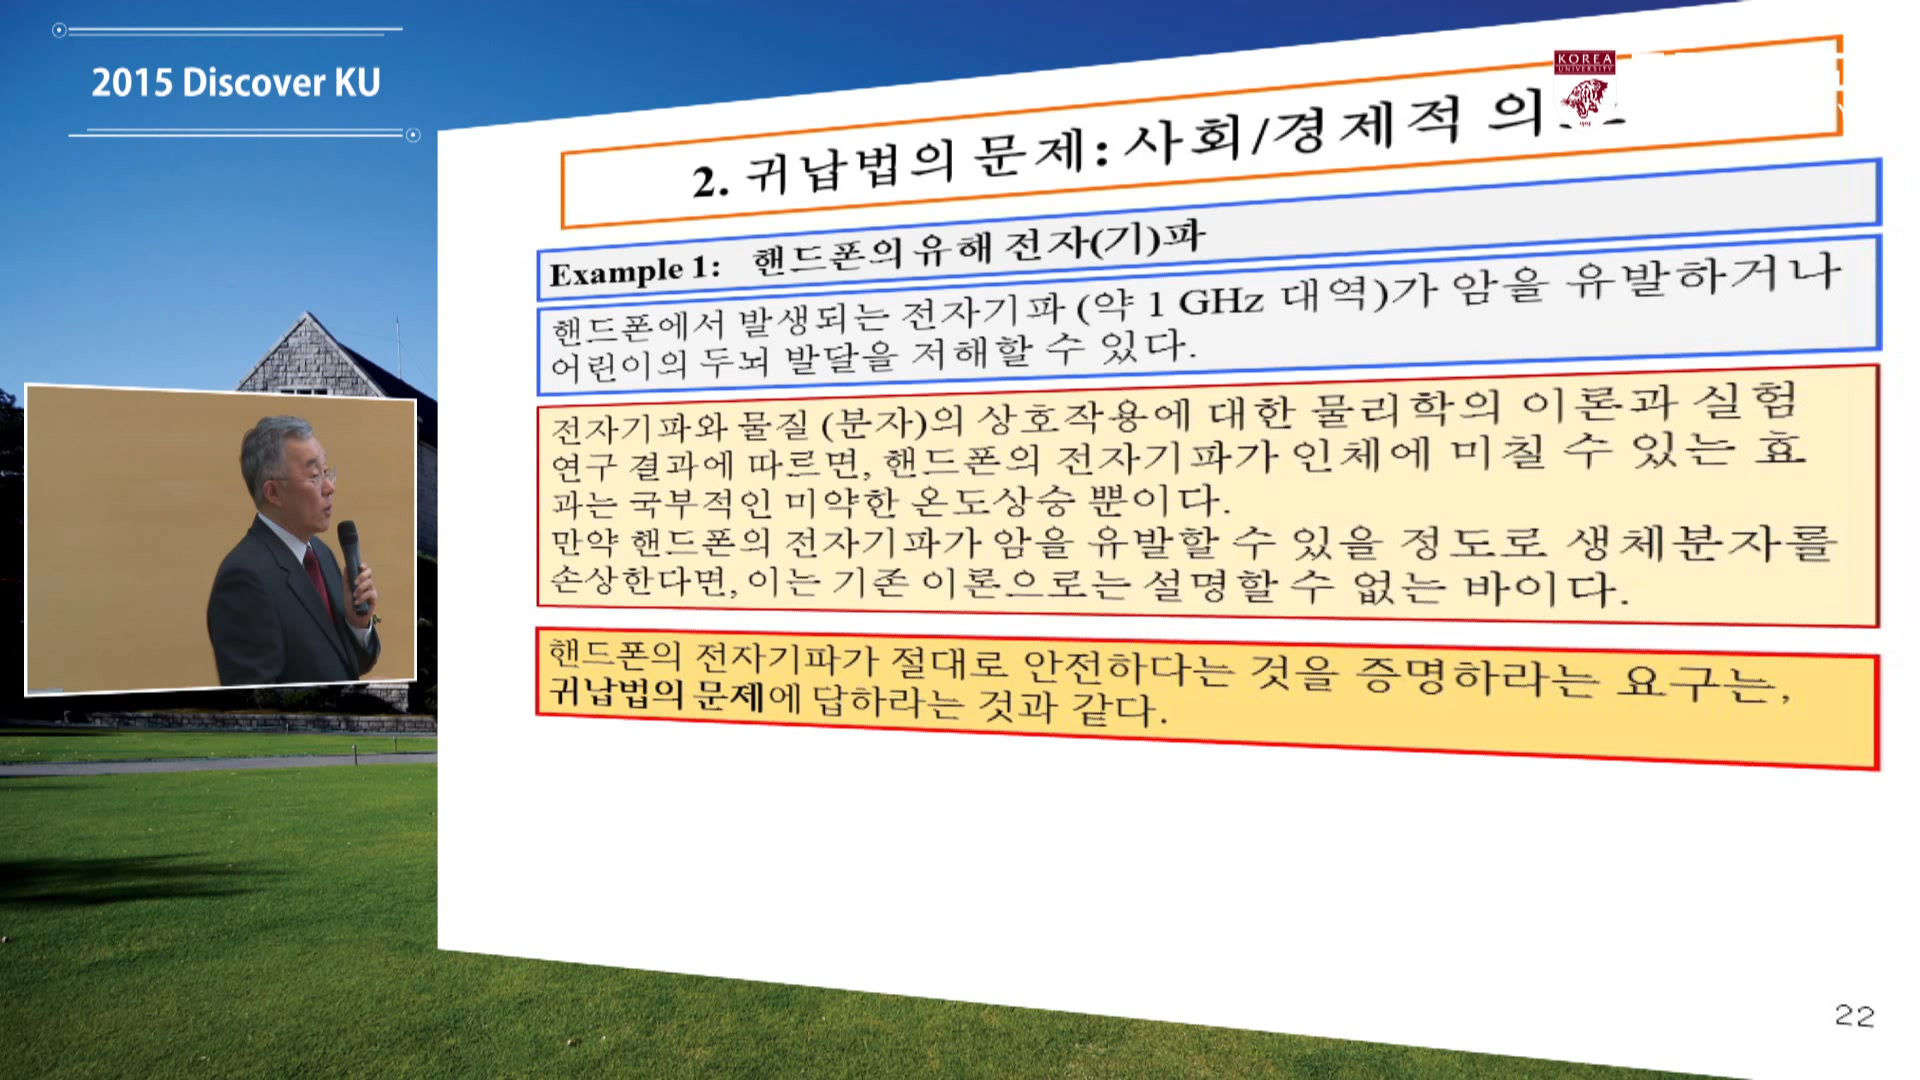 2015 Discover KU
KOREA
UNIVERSITY
2. 귀납법의 문제: 사회/경제적
Example 1: 핸드폰의 유해 전자(기)파
핸드폰에서 발생되는 전자기파 (약 1 GHz 대역)가 암을 유발하거나
어린이의 두뇌 발달을 저해할 수 있다.
전자기파와 물질 (분자)의 상호작용에 대한 물리학의 이론과 실험
연구 결과에 따르면, 핸드폰의 전자기파가 인체에 미칠 수 있는 효
과는 국부적인 미약한 온도상승 뿐이다.
만약 핸드폰의 전자기파가 암을 유발할 수 있을 정도로 생체분자를
손상한다면, 이는 기존 이론으로는 설명할 수 없는 바이다.
핸드폰의 전자기파가 절대로 안전하다는 것을 증명하라는 요구는,
귀납법의 문제에 답하라는 것과 같다.
22